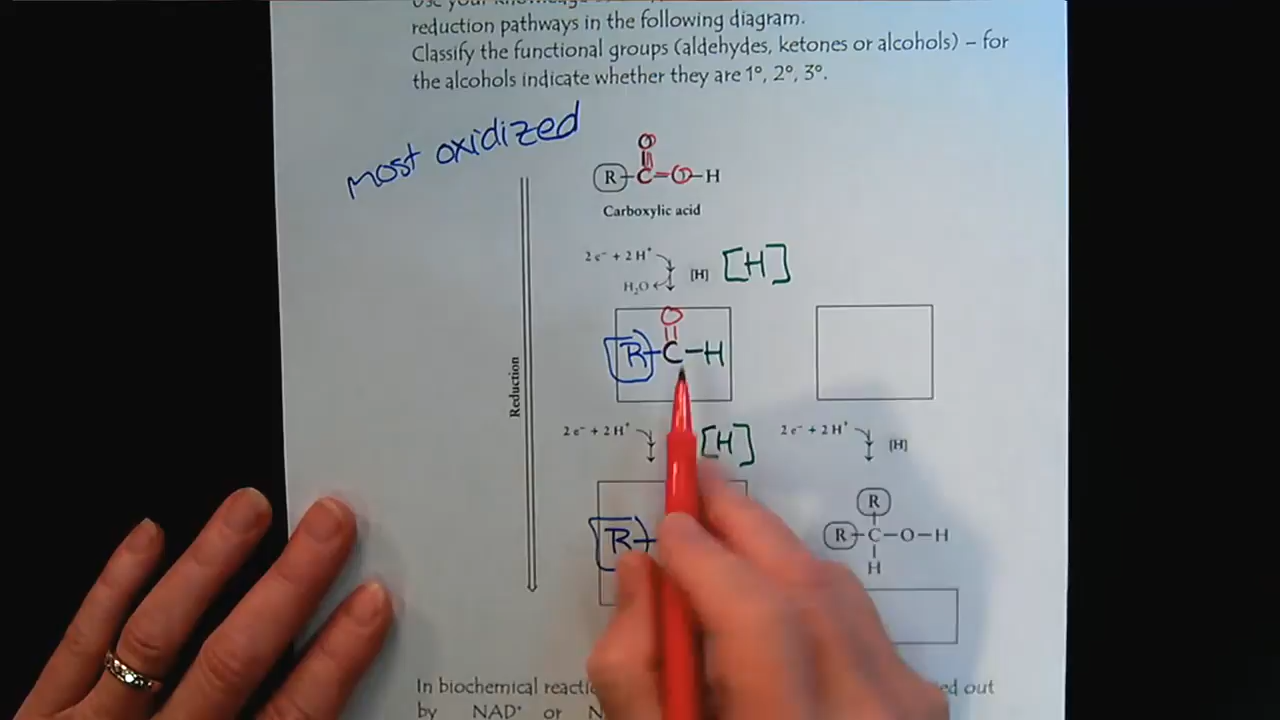 reduction pathways in the following diagram.
Classify the functional groups (aldehydes, ketones or alcohols) – for
the alcohols indicate whether they are 1°, 2°, 3°.
most oxidized
O
R C O H
Carboxylic acid
2 e⁻ + 2 H⁺
[H] [H]
H₂O
O
R C H
Reduction
2 e⁻ + 2 H⁺ [H]
2 e⁻ + 2 H⁺ [H]
R
R
R C O H
H
In biochemical
by NAD⁺ or
out